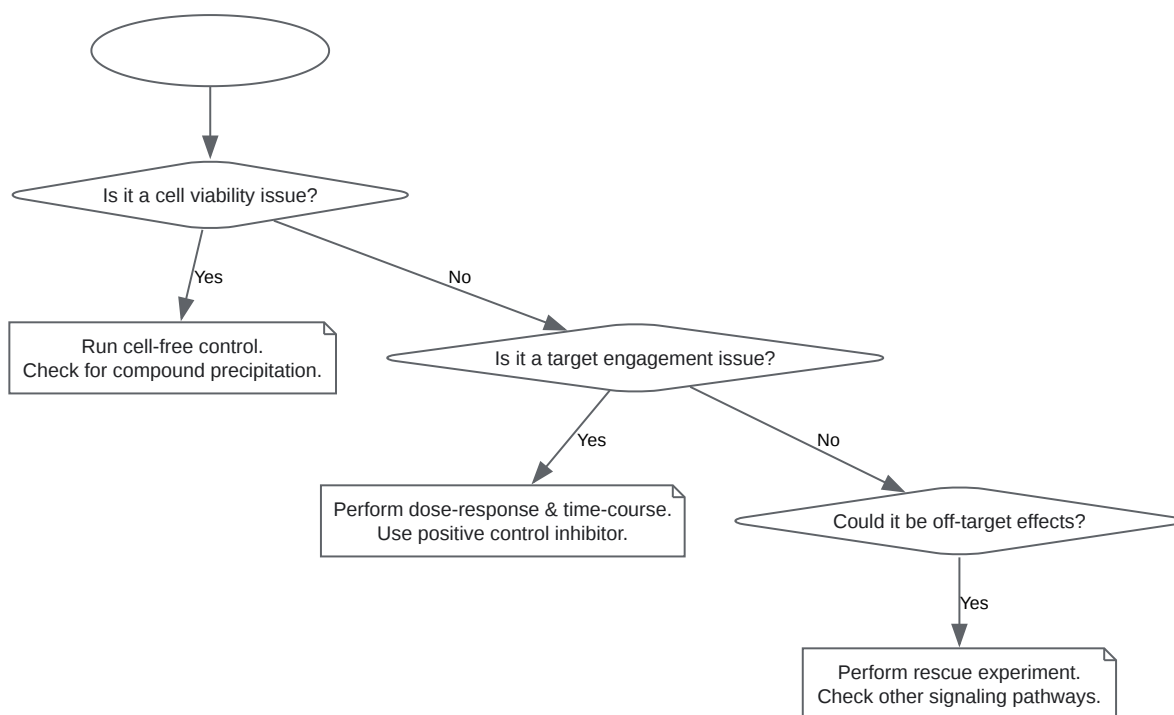 Is it a cell viability issue?
Yes
No
Run cell-free control.
Check for compound precipitation.
Is it a target engagement issue?
Yes
No
Perform dose-response & time-course.
Use positive control inhibitor.
Could it be off-target effects?
Yes
Perform rescue experiment.
Check other signaling pathways.